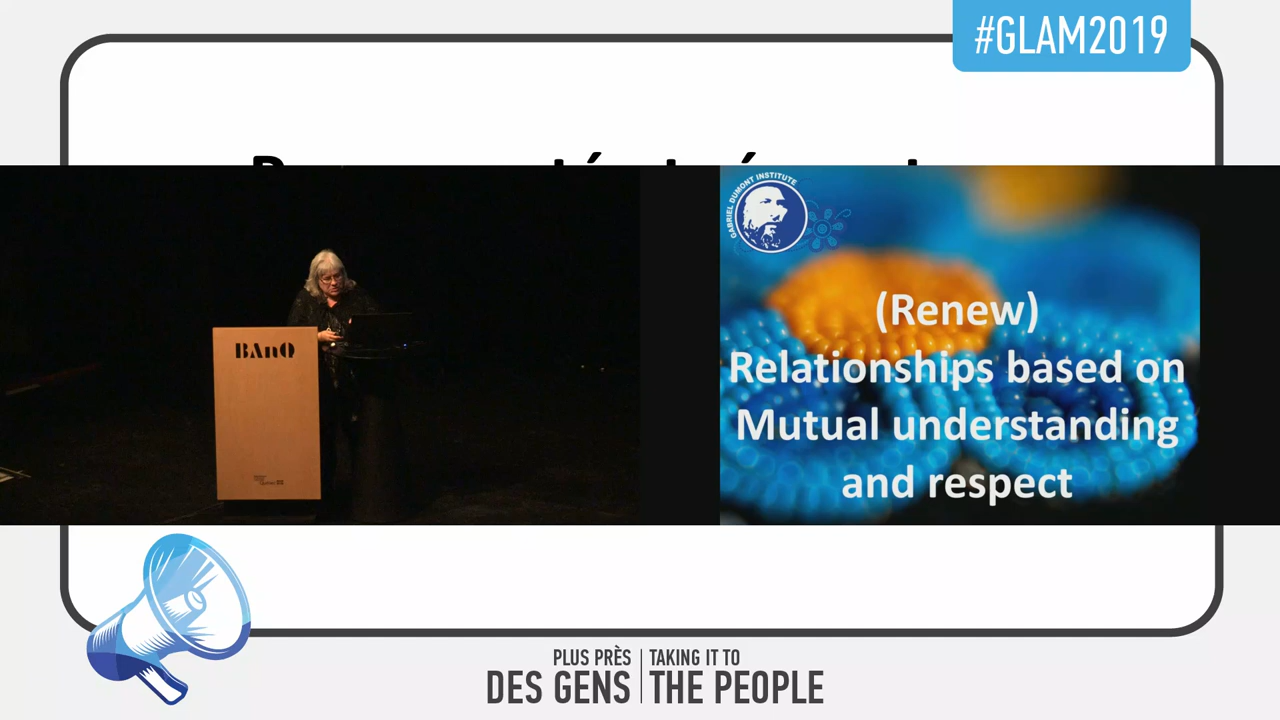 #GLAM2019
GABRIEL DUMONT INSTITUTE
(Renew)
Relationships based on
Mutual understanding
and respect
BAnQ
PLUS PRÈS
DES GENS
TAKING IT TO
THE PEOPLE